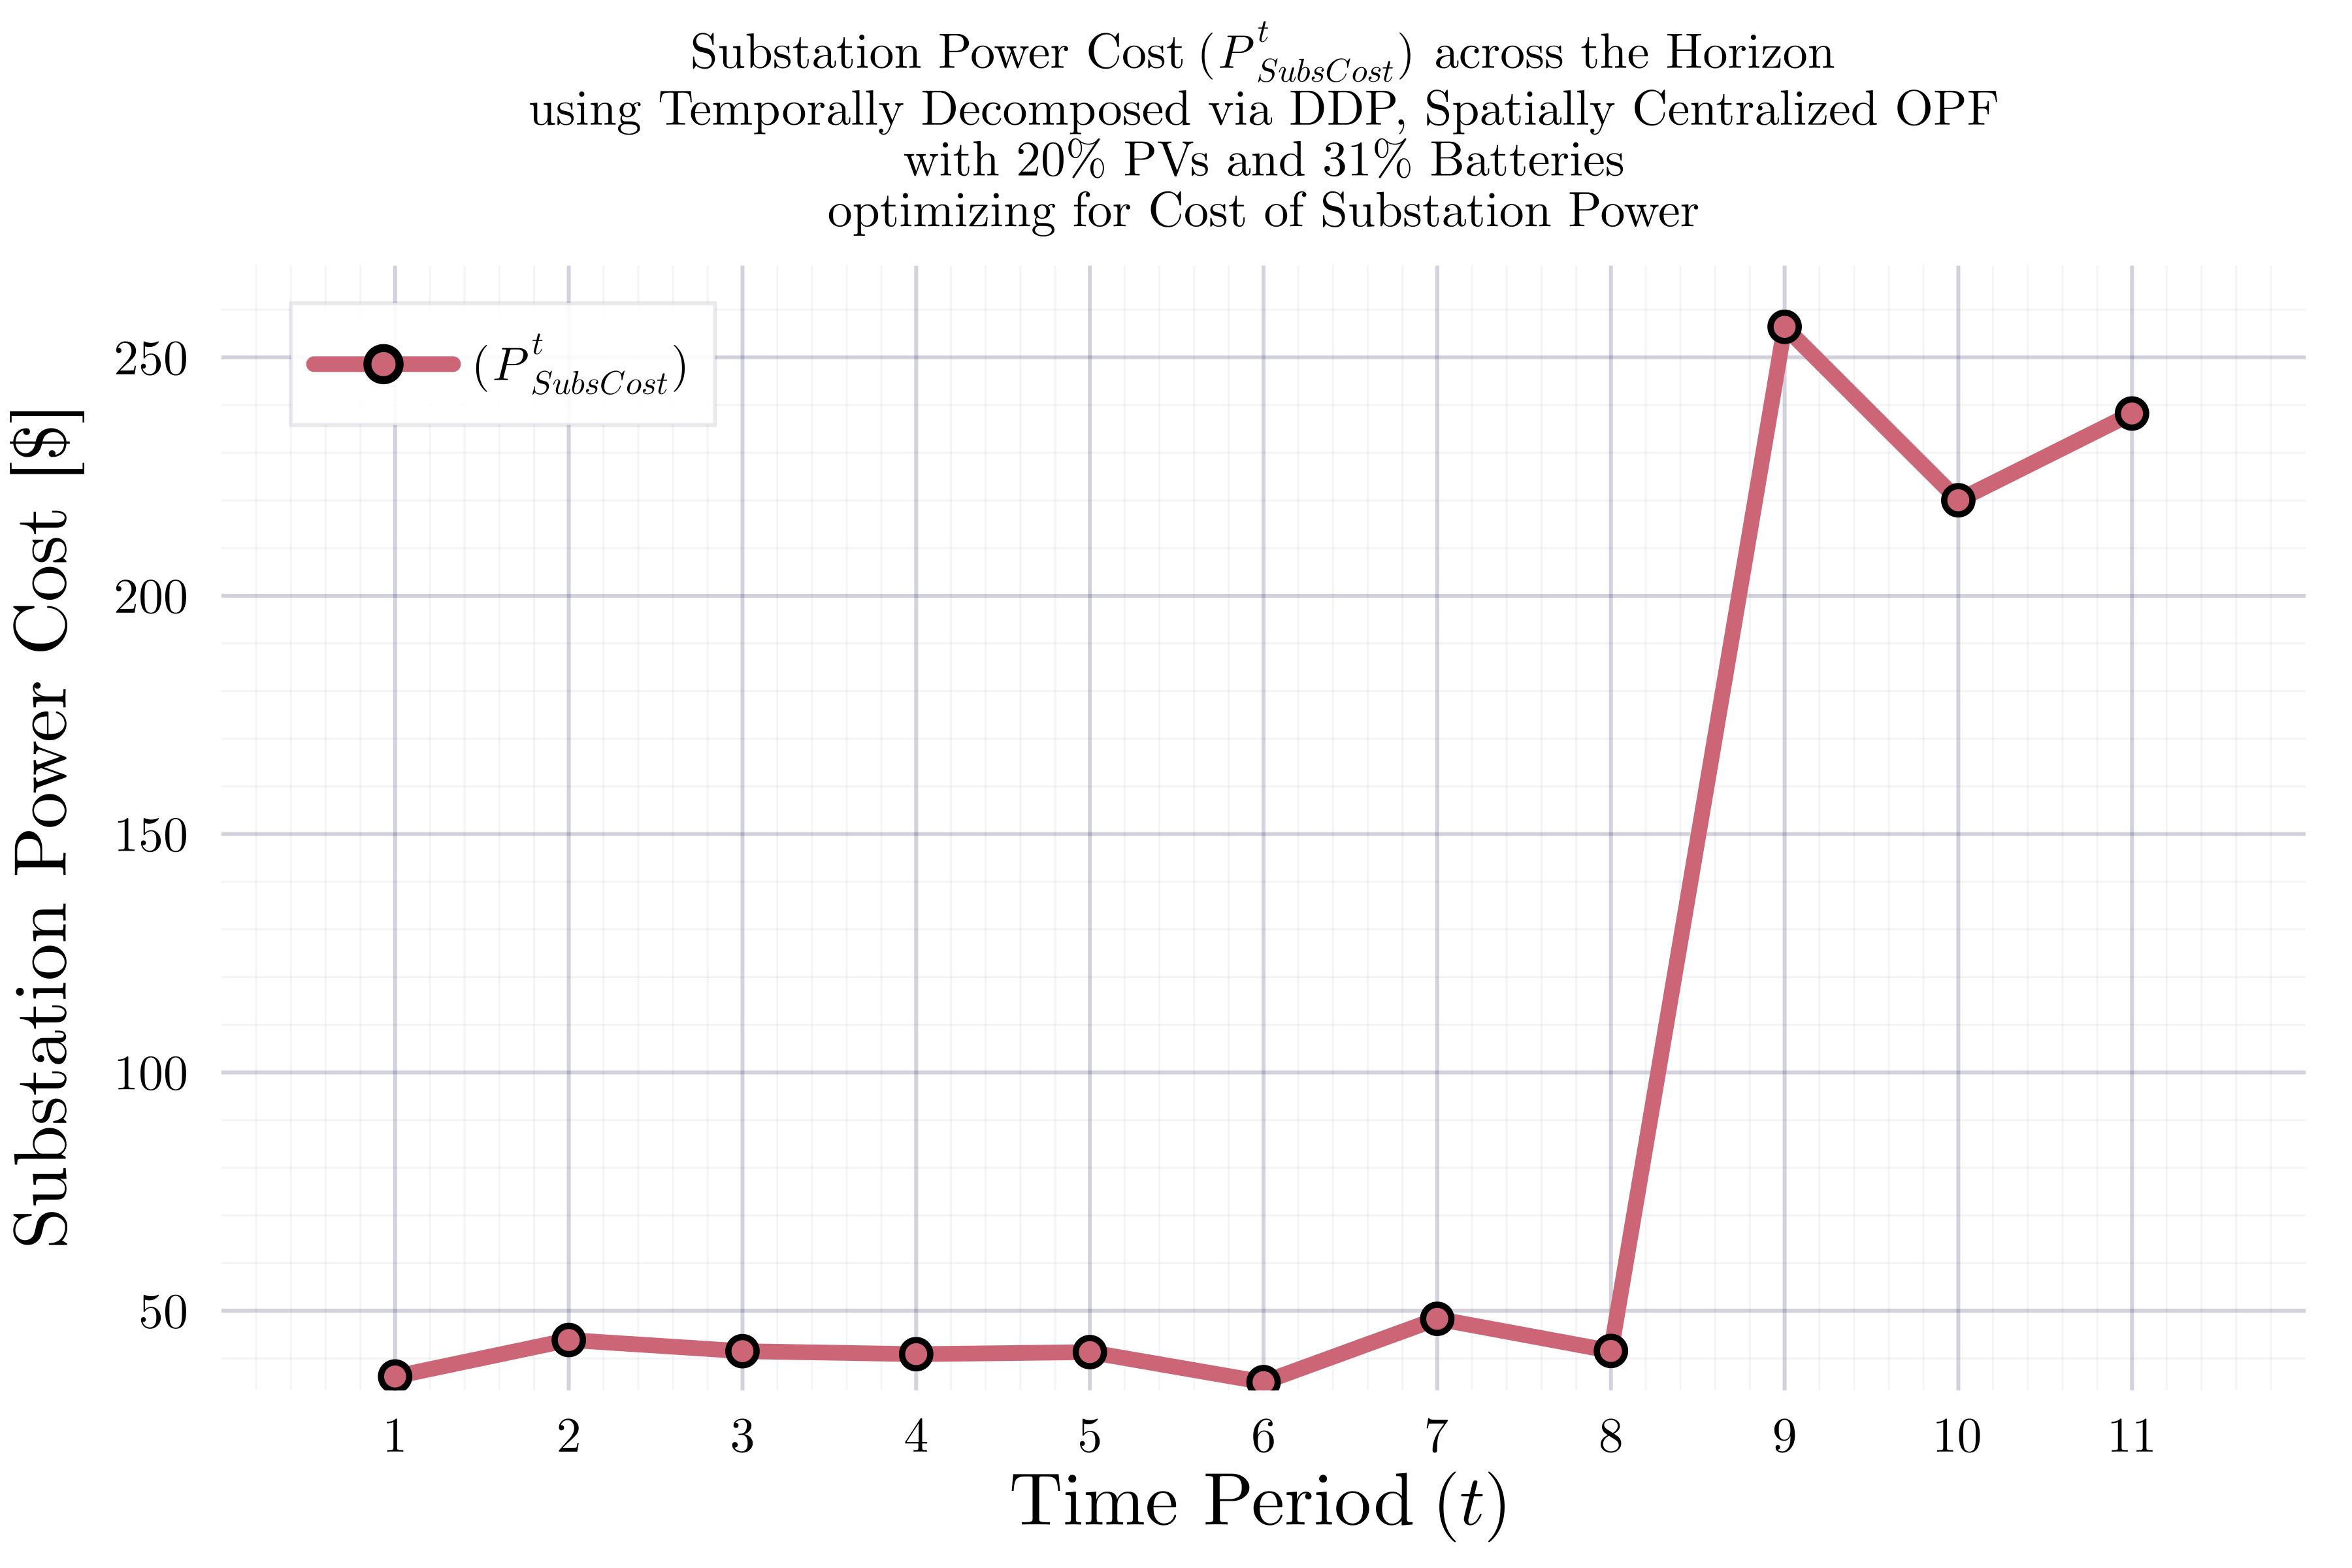 Substation Power Cost (P^t_SubsCost) across the Horizon
using Temporally Decomposed via DDP, Spatially Centralized OPF
with 20% PVs and 31% Batteries
optimizing for Cost of Substation Power
(P^t_SubsCost)
Substation Power Cost [$]
250
200
150
100
50
1 2 3 4 5 6 7 8 9 10 11
Time Period (t)